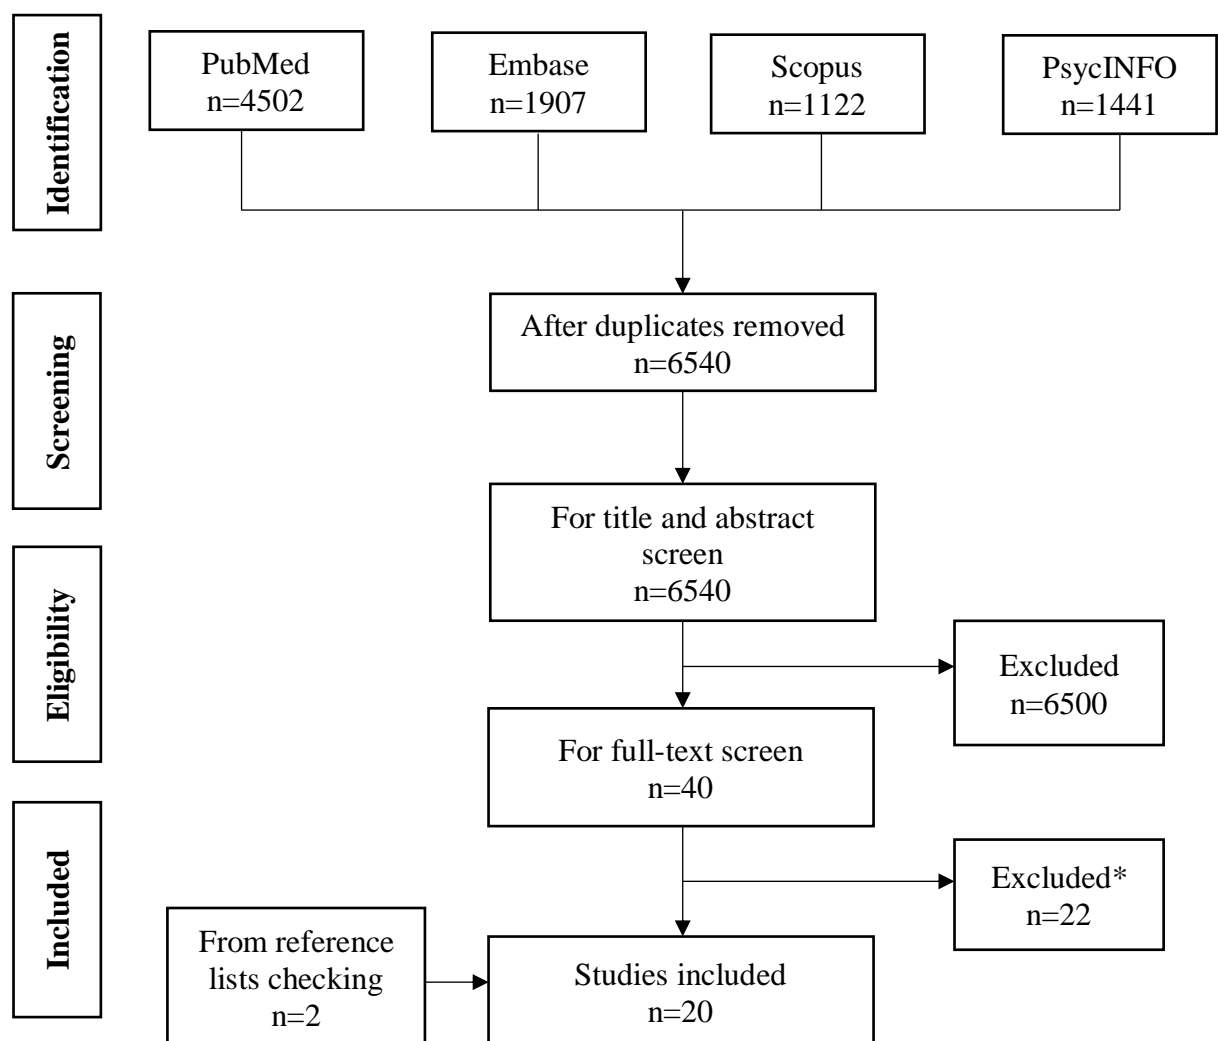 Identification
PubMed
n=4502
Embase
n=1907
Scopus
n=1122
PsycINFO
n=1441
Screening
After duplicates removed
n=6540
For title and abstract
screen
n=6540
Eligibility
Excluded
n=6500
For full-text screen
n=40
Included
Excluded*
n=22
From reference
lists checking
n=2
Studies included
n=20